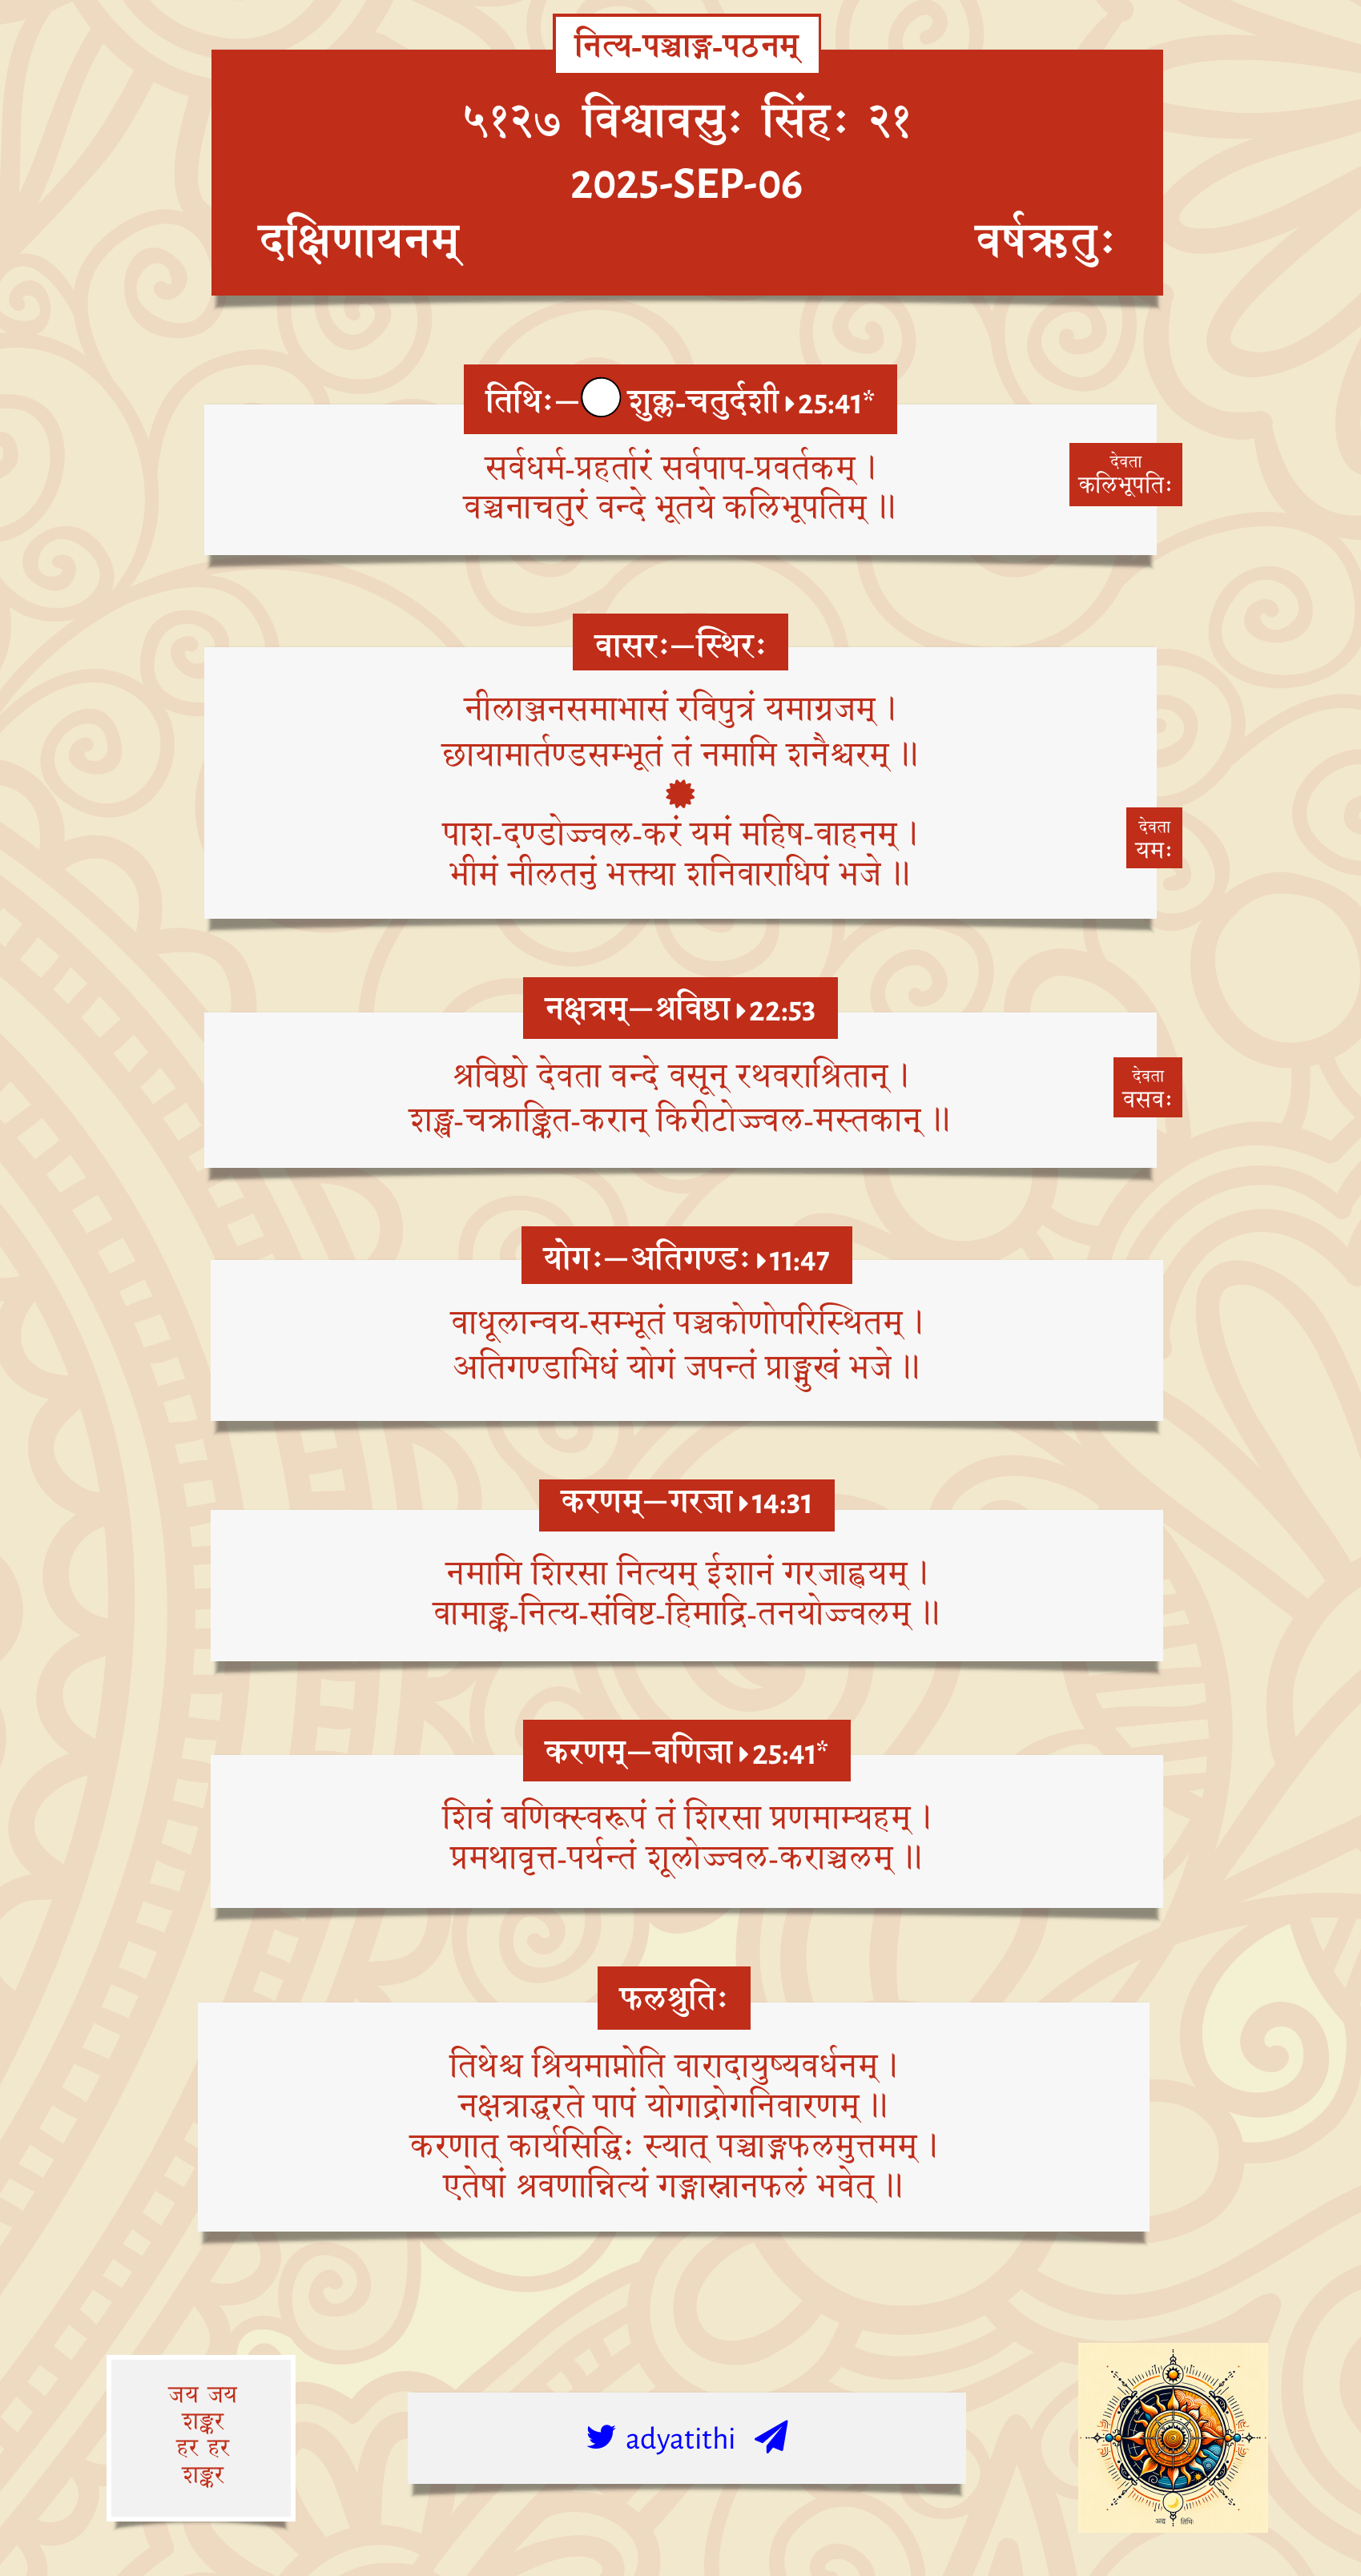 नित्य-पञ्चाङ्ग-पठनम्
५१२७ विश्वावसुः सिंहः २१
2025-SEP-06
दक्षिणायनम् वर्षऋतुः
तिथिः— शुक्ल-चतुर्दशी 25:41*
सर्वधर्म-प्रहर्तारं सर्वपाप-प्रवर्तकम् ।
वञ्चनाचतुरं वन्दे भूतये कलिभूपतिम् ॥
देवता
कलिभूपतिः
वासरः—स्थिरः
नीलाञ्जनसमाभासं रविपुत्रं यमाग्रजम् ।
छायामार्तण्डसम्भूतं तं नमामि शनैश्चरम् ॥
पाश-दण्डोज्ज्वल-करं यमं महिष-वाहनम् ।
भीमं नीलतनुं भक्त्या शनिवाराधिपं भजे ॥
देवता
यमः
नक्षत्रम्—श्रविष्ठा 22:53
श्रविष्ठो देवता वन्दे वसून् रथवराश्रितान् ।
शङ्ख-चक्राङ्कित-करान् किरीटोज्ज्वल-मस्तकान् ॥
देवता
वसवः
योगः—अतिगण्डः 11:47
वाधूलान्वय-सम्भूतं पञ्चकोणोपरिस्थितम् ।
अतिगण्डाभिधं योगं जपन्तं प्राङ्मुखं भजे ॥
करणम्—गरजा 14:31
नमामि शिरसा नित्यम् ईशानं गरजाह्वयम् ।
वामाङ्क-नित्य-संविष्ट-हिमाद्रि-तनयोज्ज्वलम् ॥
करणम्—वणिजा 25:41*
शिवं वणिक्स्वरूपं तं शिरसा प्रणमाम्यहम् ।
प्रमथावृत्त-पर्यन्तं शूलोज्ज्वल-कराञ्चलम् ॥
फलश्रुतिः
तिथेश्च श्रियमाप्नोति वारादायुष्यवर्धनम् ।
नक्षत्राद्धरते पापं योगाद्रोगनिवारणम् ॥
करणात् कार्यसिद्धिः स्यात् पञ्चाङ्गफलमुत्तमम् ।
एतेषां श्रवणान्नित्यं गङ्गास्नानफलं भवेत् ॥
जय जय
शङ्कर
हर हर
शङ्कर
adyatithi
अद्य तिथिः